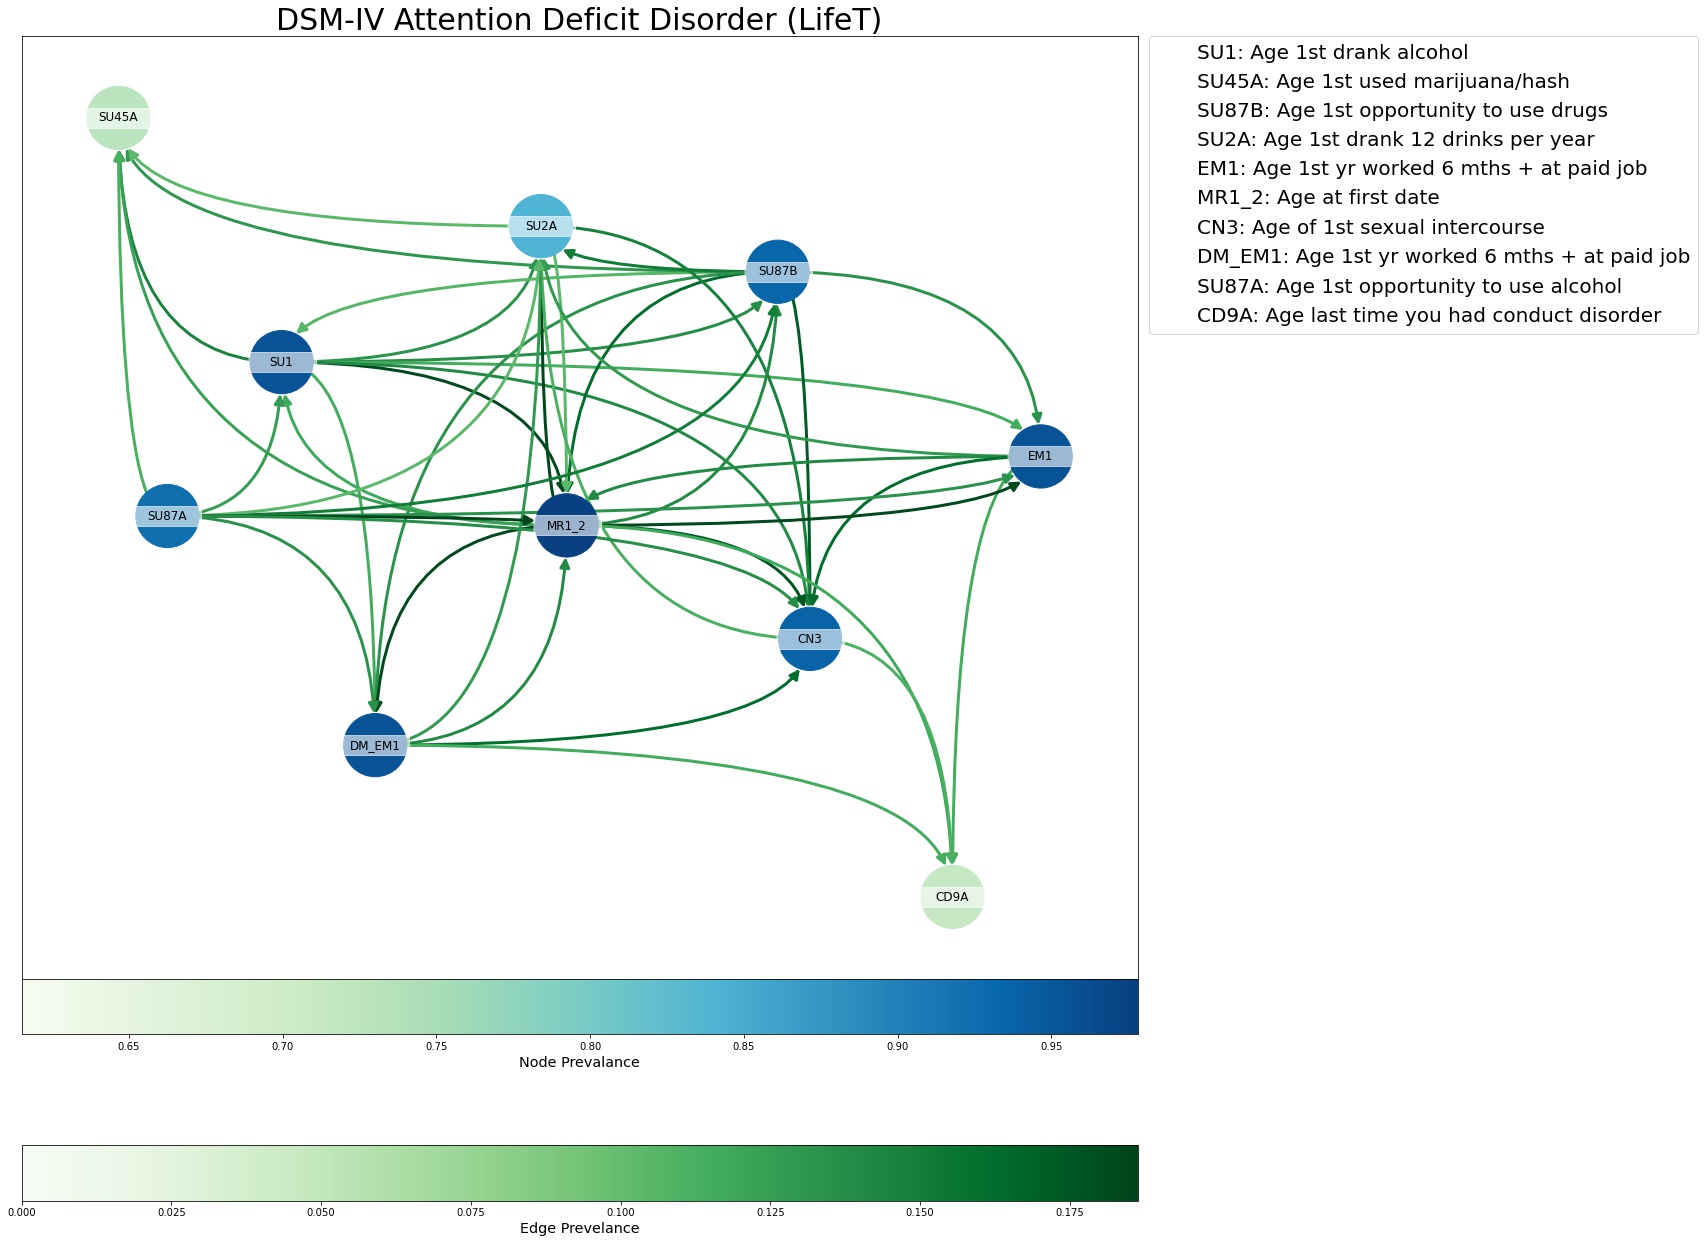 DSM-IV Attention Deficit Disorder (LifeT)
SU1: Age 1st drank alcohol
SU45A: Age 1st used marijuana/hash
SU87B: Age 1st opportunity to use drugs
SU2A: Age 1st drank 12 drinks per year
EM1: Age 1st yr worked 6 mths + at paid job
MR1_2: Age at first date
CN3: Age of 1st sexual intercourse
DM_EM1: Age 1st yr worked 6 mths + at paid job
SU87A: Age 1st opportunity to use alcohol
CD9A: Age last time you had conduct disorder
SU45A
SU2A
SU87B
SU1
EM1
SU87A
MR1_2
CN3
DM_EM1
CD9A
0.65 0.70 0.75 0.80 0.85 0.90 0.95
Node Prevalance
0.000 0.025 0.050 0.075 0.100 0.125 0.150 0.175
Edge Prevelance